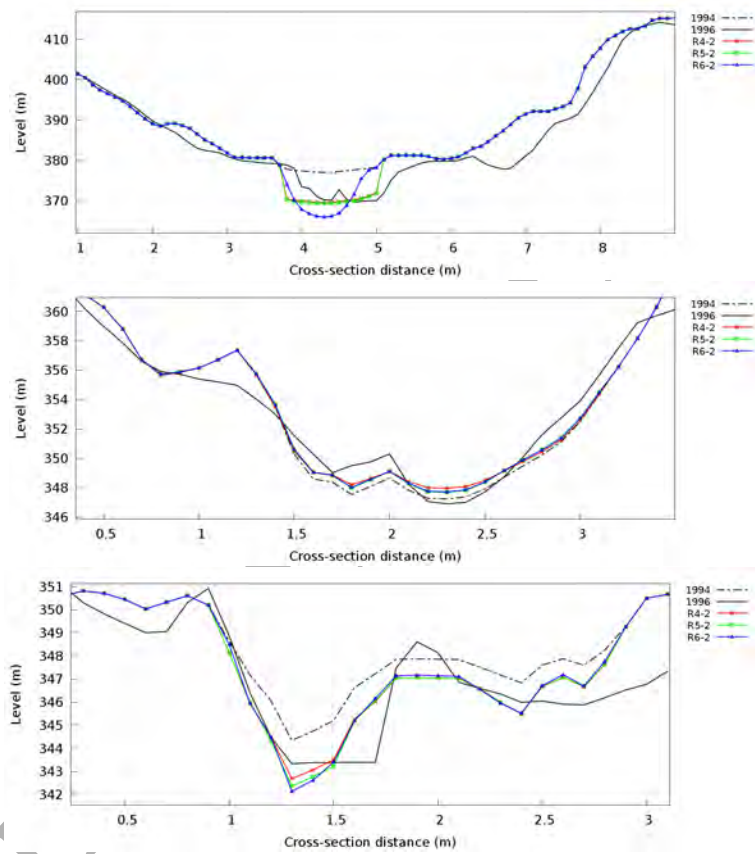 1994
1996
R4-2
R5-2
R6-2
410
400
390
380
370
Level (m)
1 2 3 4 5 6 7 8
Cross-section distance (m)
1994
1996
R4-2
R5-2
R6-2
360
358
356
354
352
350
348
346
Level (m)
0.5 1 1.5 2 2.5 3
Cross-section distance (m)
1994
1996
R4-2
R5-2
R6-2
351
350
349
348
347
346
345
344
343
342
Level (m)
0.5 1 1.5 2 2.5 3
Cross-section distance (m)